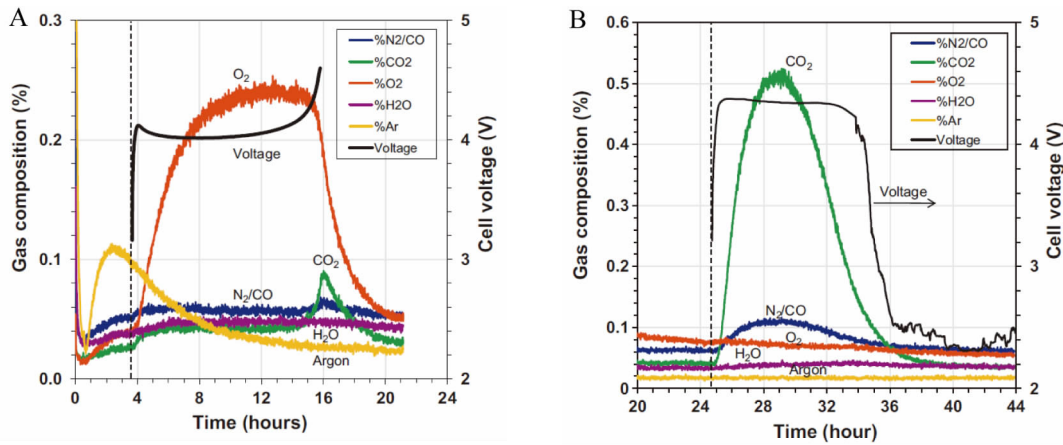 A
Gas composition (%)
0.4
0.3
0.2
0.1
0.0
0
4
8
12
16
20
24
Time (hours)
5
4
3
2
Cell voltage (V)
%N2/CO
%CO2
%O2
%H2O
%Ar
Voltage
O₂
Voltage
CO₂
N₂/CO
H₂O
Argon
B
Gas composition (%)
0.6
0.5
0.4
0.3
0.2
0.1
0
20
24
28
32
36
40
44
Time (hour)
5
4
3
2
Cell voltage (V)
%N2/CO
%CO2
%O2
%H2O
%Ar
Voltage
CO₂
Voltage
N₂/CO
O₂
H₂O
Argon